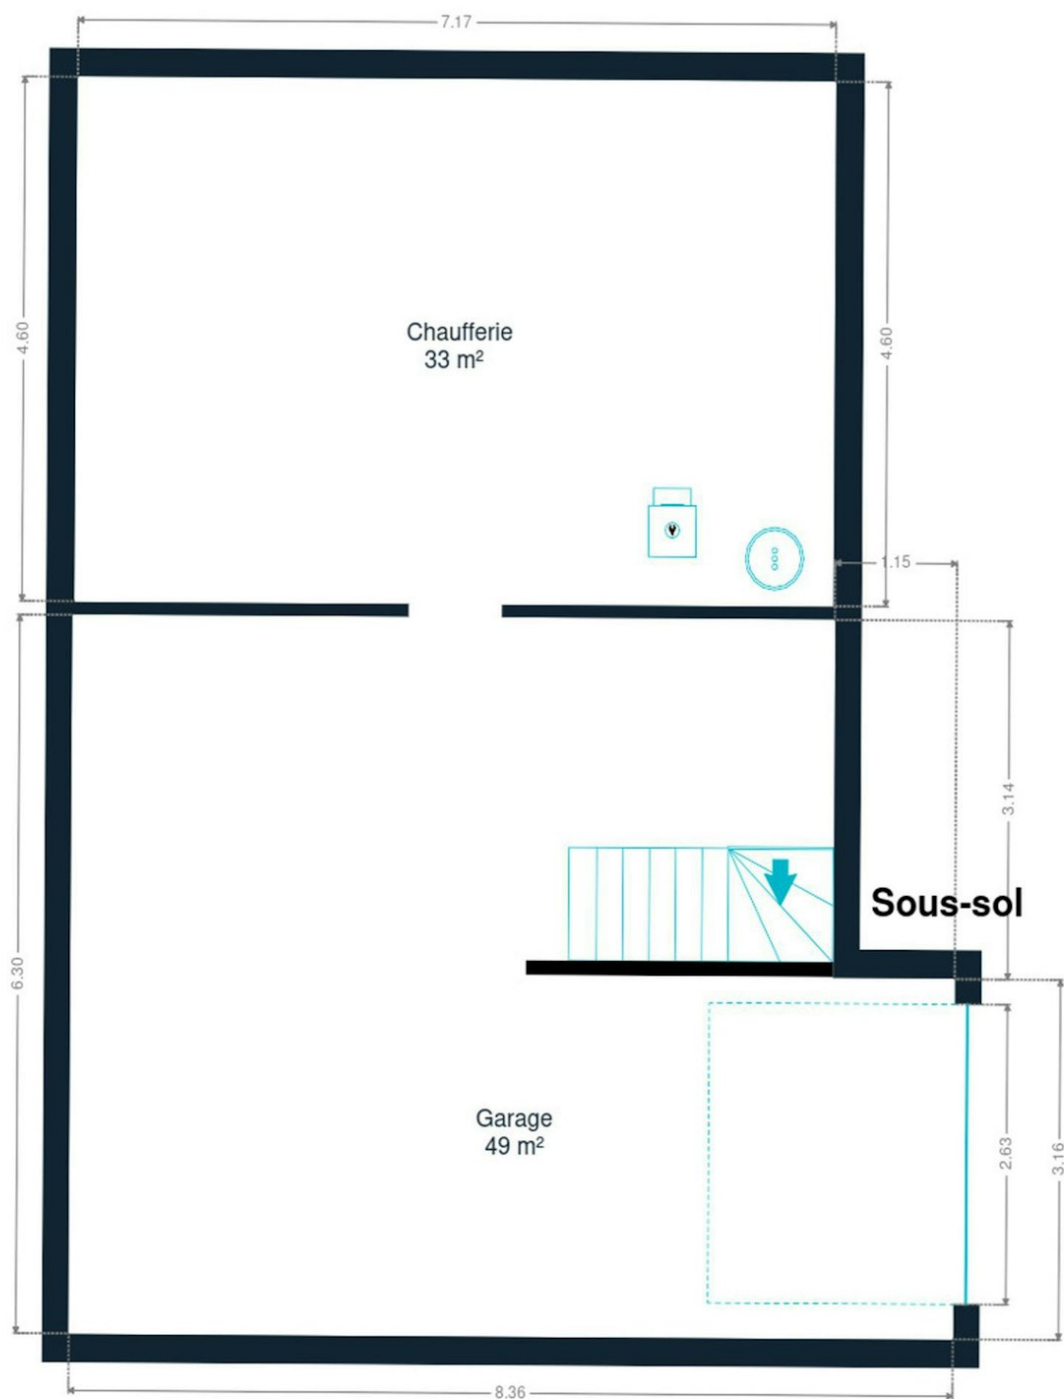 7.17
4.60
Chaufferie
33 m²
4.60
1.15
3.14
Sous-sol
6.30
Garage
49 m²
2.63
3.16
8.36